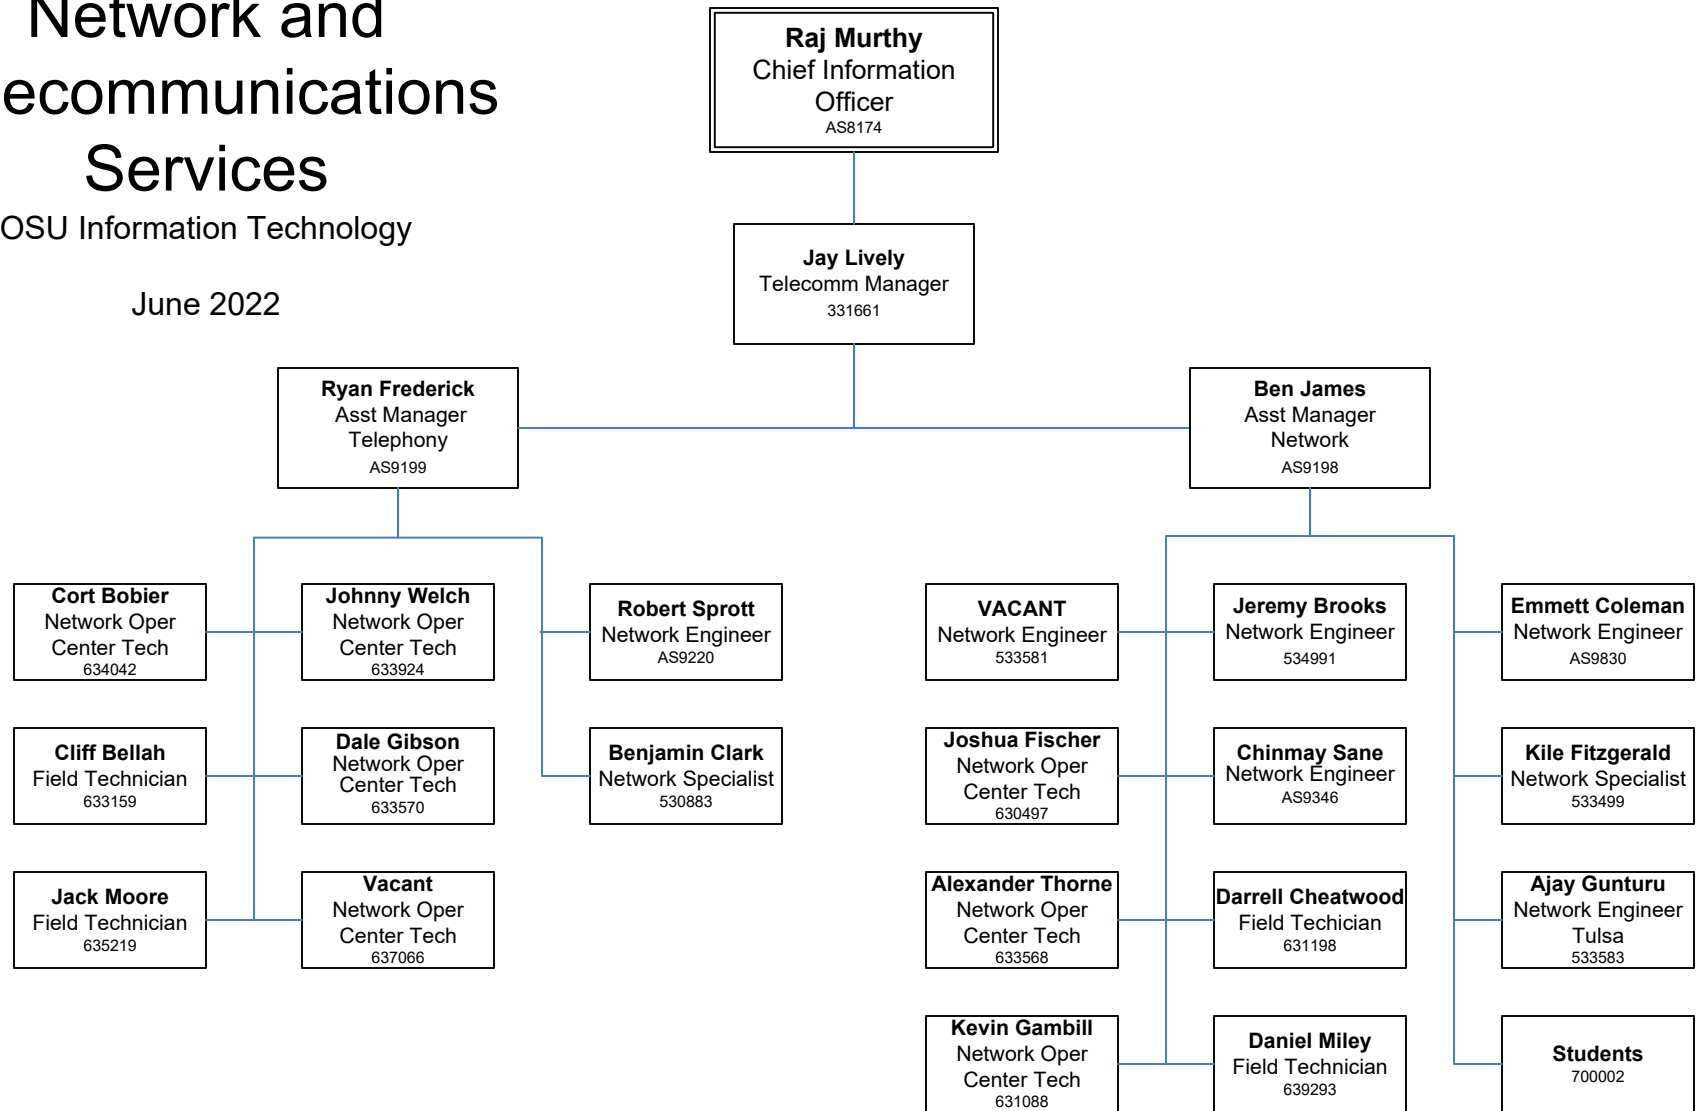 Network and
ecommunications
Services
OSU Information Technology
June 2022
Raj Murthy
Chief Information
Officer
AS8174
Jay Lively
Telecomm Manager
331661
Ryan Frederick
Asst Manager
Telephony
AS9199
Ben James
Asst Manager
Network
AS9198
Cort Bobier
Network Oper
Center Tech
634042
Johnny Welch
Network Oper
Center Tech
633924
Robert Sprott
Network Engineer
AS9220
VACANT
Network Engineer
533581
Jeremy Brooks
Network Engineer
534991
Emmett Coleman
Network Engineer
AS9830
Cliff Bellah
Field Technician
633159
Dale Gibson
Network Oper
Center Tech
633570
Benjamin Clark
Network Specialist
530883
Joshua Fischer
Network Oper
Center Tech
630497
Chinmay Sane
Network Engineer
AS9346
Kile Fitzgerald
Network Specialist
533499
Jack Moore
Field Technician
635219
Vacant
Network Oper
Center Tech
637066
Alexander Thorne
Network Oper
Center Tech
633568
Darrell Cheatwood
Field Techician
631198
Ajay Gunturu
Network Engineer
Tulsa
533583
Kevin Gambill
Network Oper
Center Tech
631088
Daniel Miley
Field Technician
639293
Students
700002